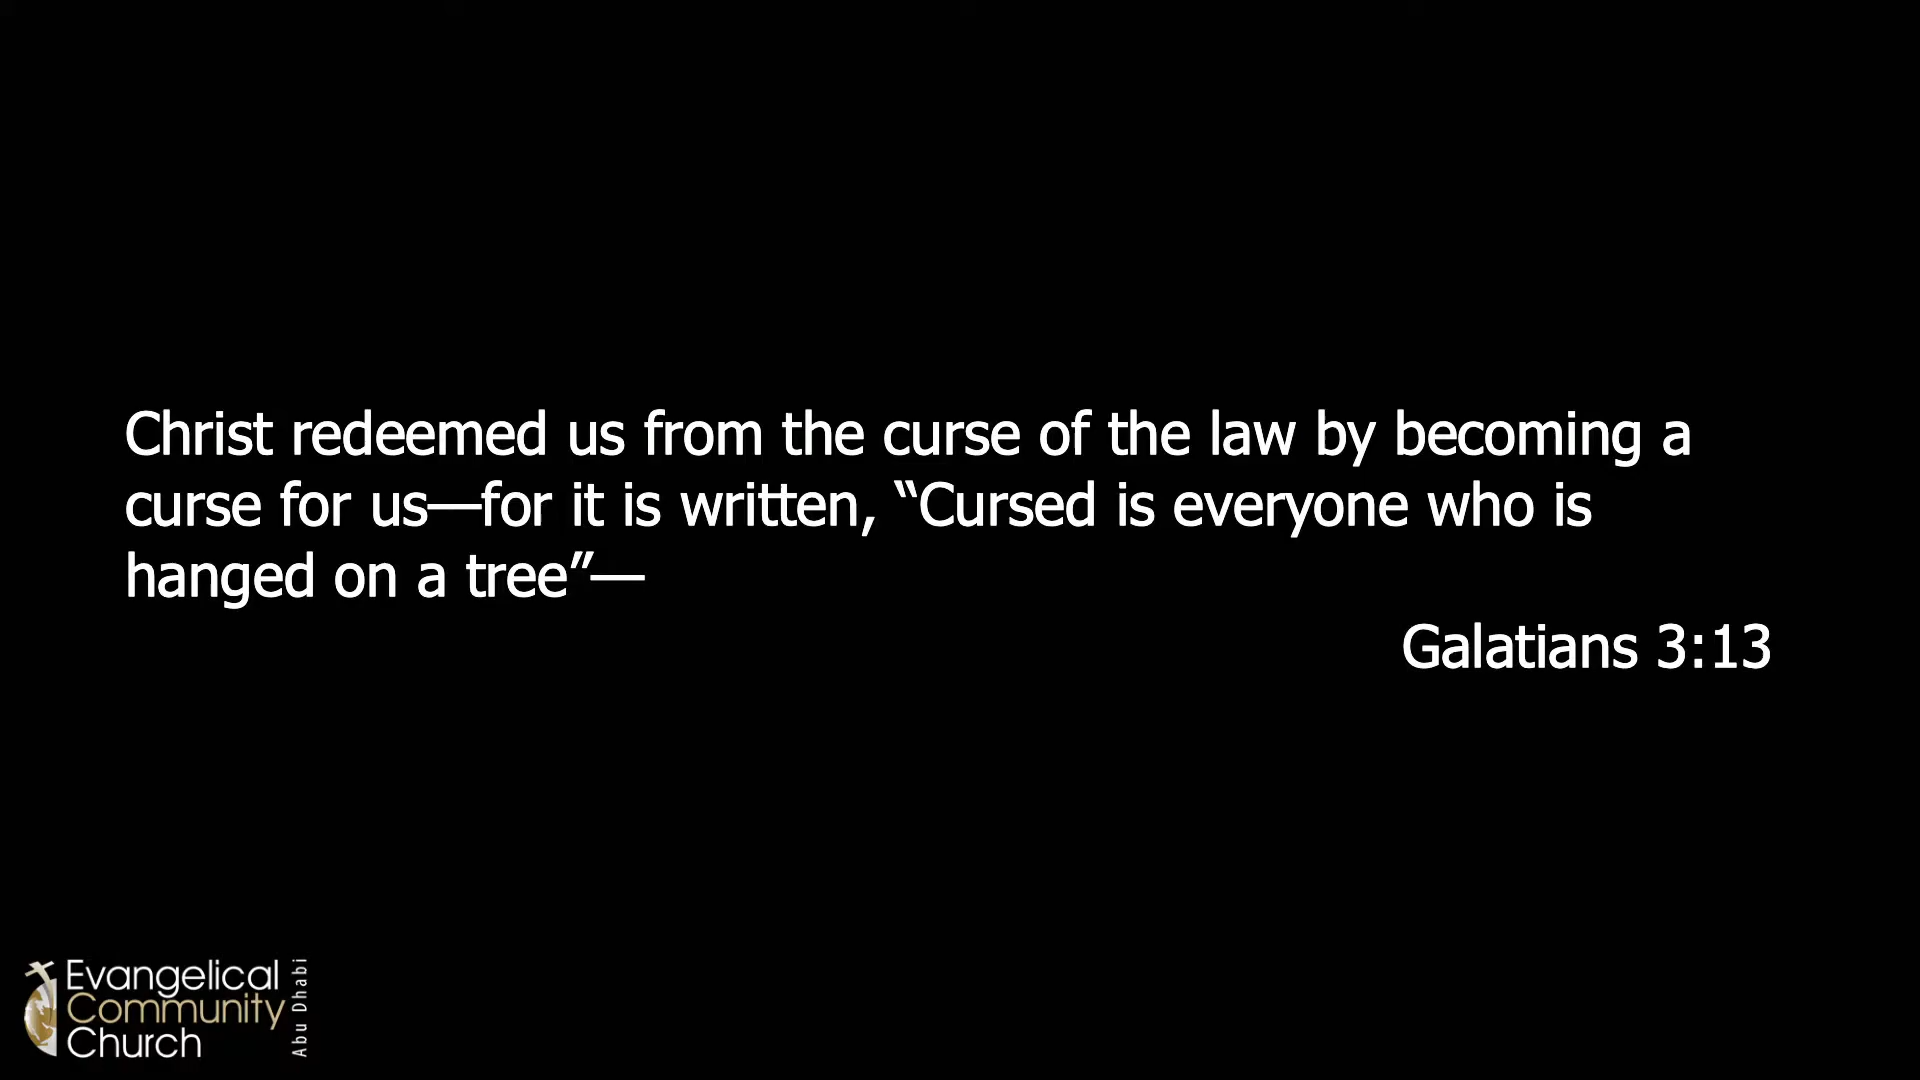 Christ redeemed us from the curse of the law by becoming a
curse for us—for it is written, “Cursed is everyone who is
hanged on a tree”—
Galatians 3:13
Evangelical
Community
Church
Abu Dhabi